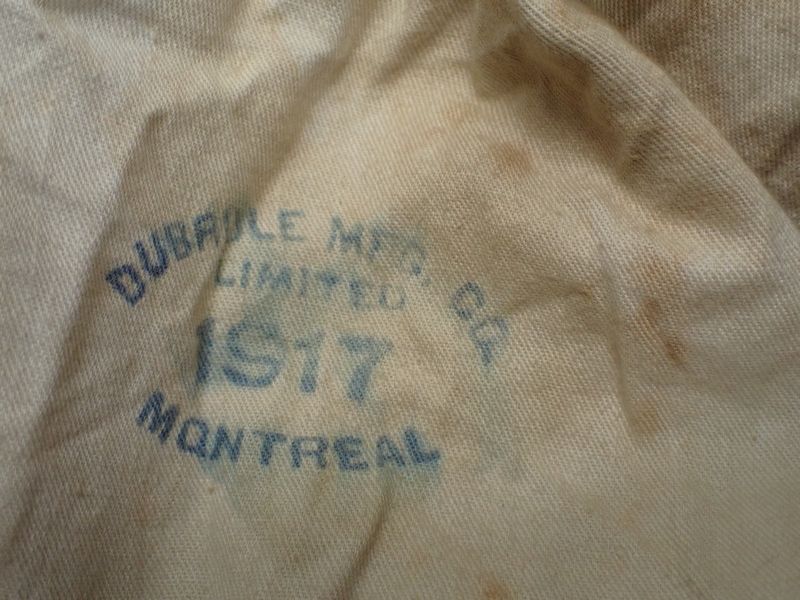 DUBRULE MFG. CO.
LIMITED
1917
MONTREAL